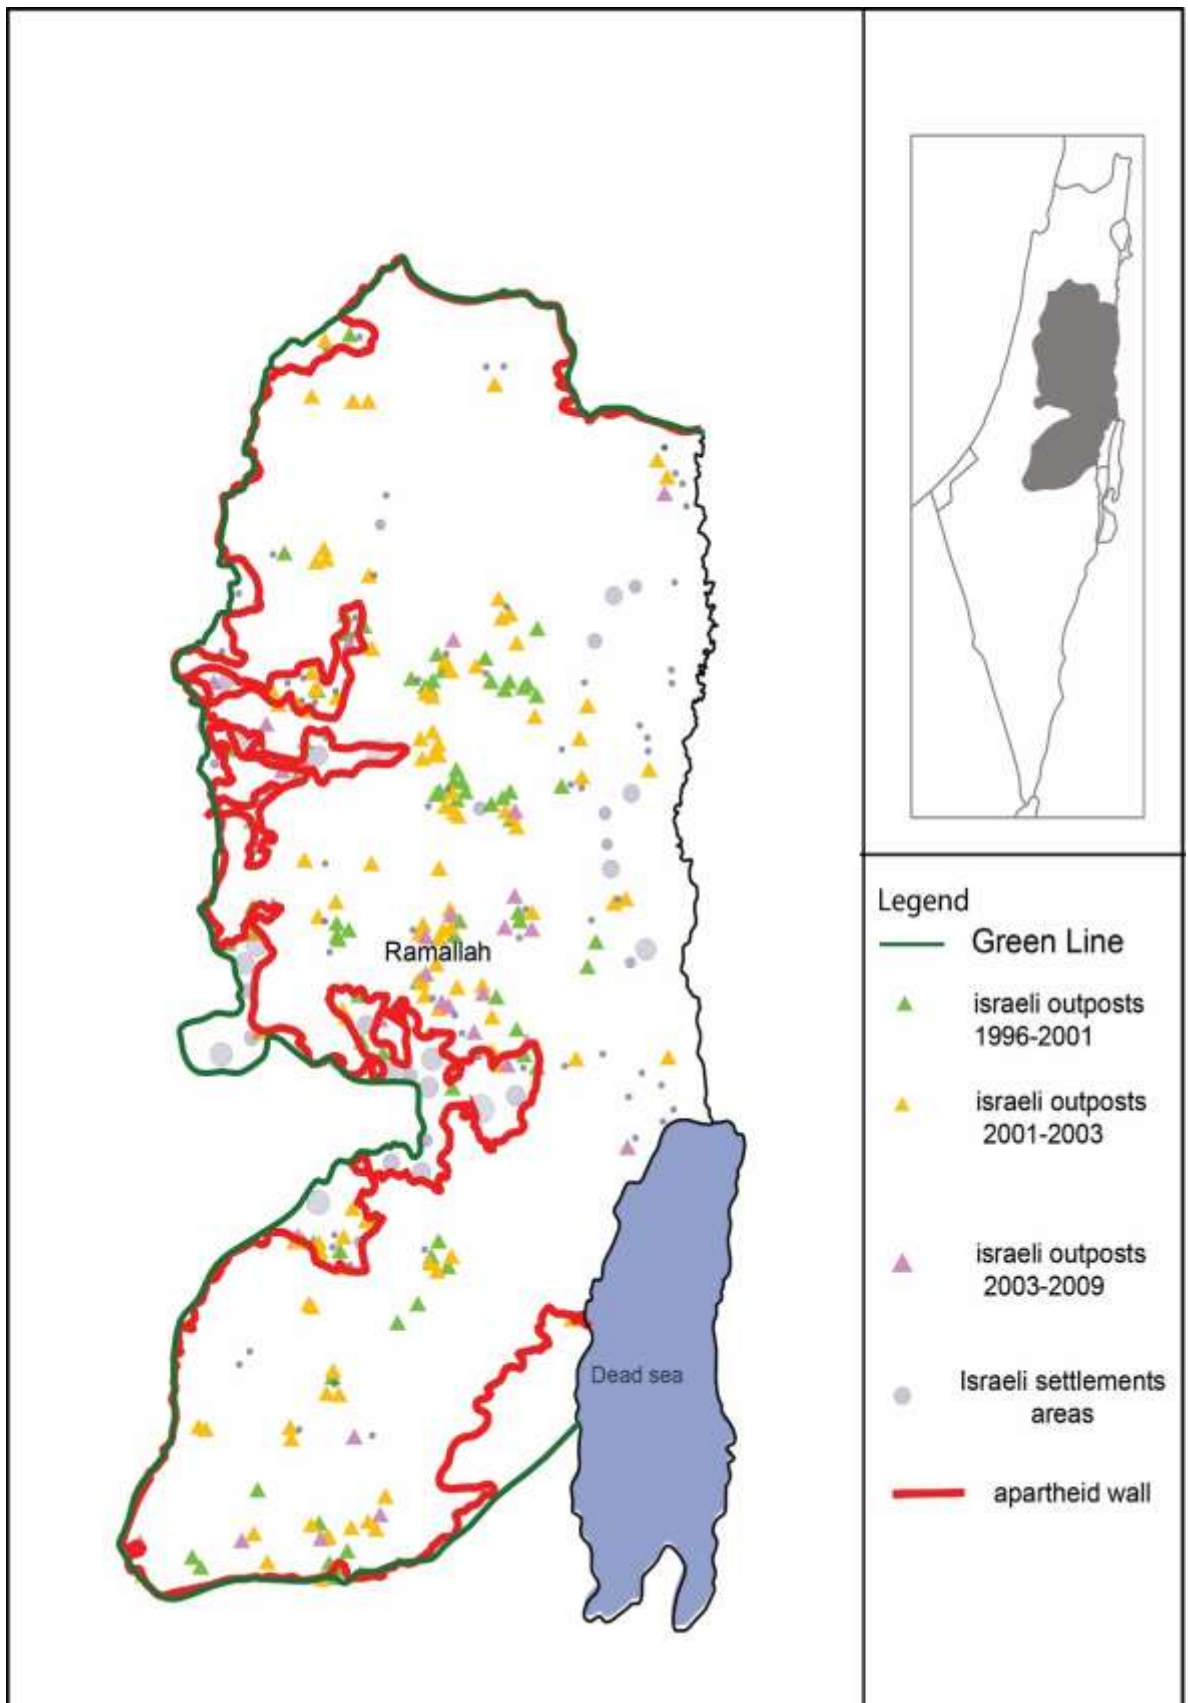 Ramallah
Dead sea
Legend
Green Line
israeli outposts
1996-2001
israeli outposts
2001-2003
israeli outposts
2003-2009
Israeli settlements
areas
apartheid wall